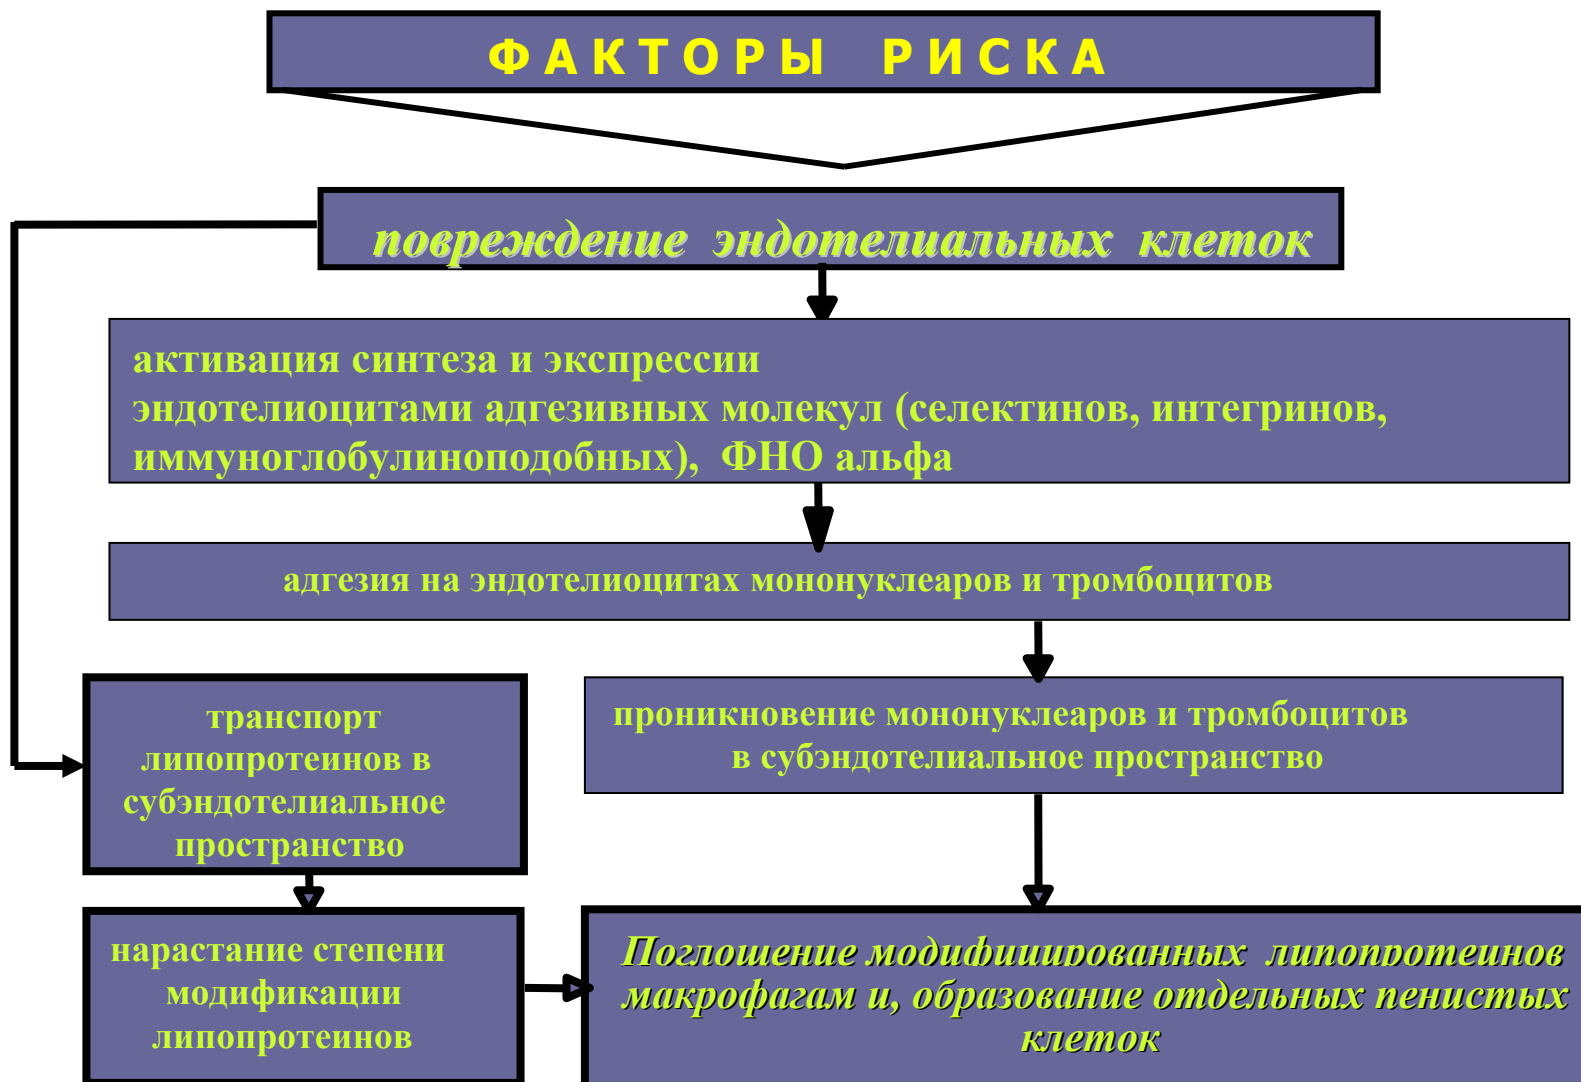 ФАКТОРЫ РИСКА
повреждение эндотелиальных клеток
активация синтеза и экспрессии
эндотелиоцитами адгезивных молекул (селектинов, интегринов,
иммуноглобулиноподобных), ФНО альфа
адгезия на эндотелиоцитах мононуклеаров и тромбоцитов
транспорт
липопротеинов в
субэндотелиальное
пространство
проникновение мононуклеаров и тромбоцитов
в субэндотелиальное пространство
нарастание степени
модификации
липопротеинов
Поглощение модифицированных липопротеинов
макрофагам и, образование отдельных пенистых
клеток